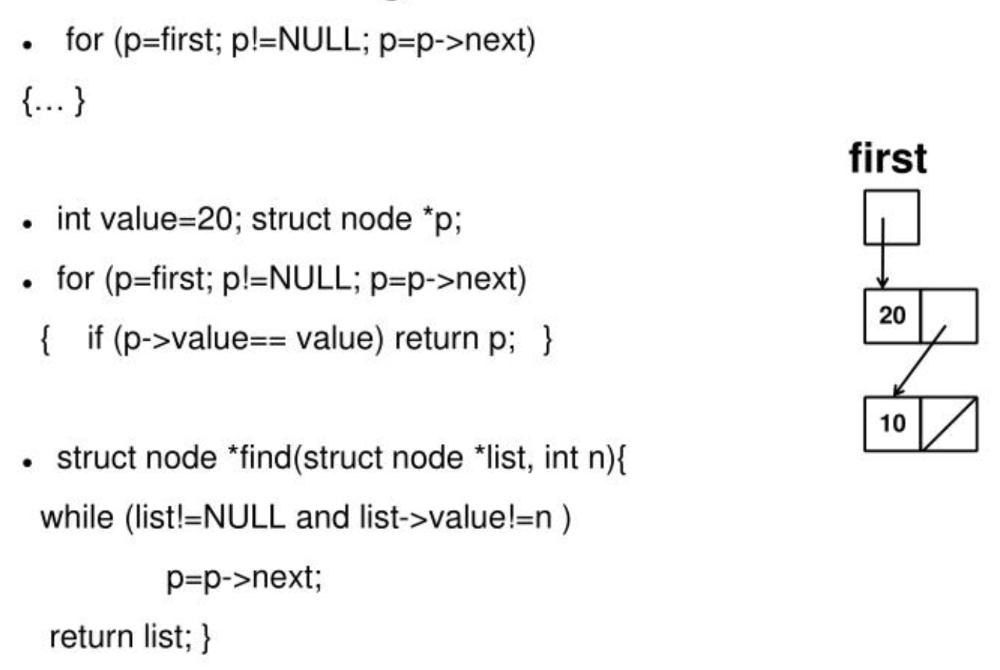 • for (p=first; p!=NULL; p=p->next)
{... }
• int value=20; struct node *p;
• for (p=first; p!=NULL; p=p->next)
{ if (p->value== value) return p; }
• struct node *find(struct node *list, int n){
while (list!=NULL and list->value!=n )
p=p->next;
return list; }
first
20
10